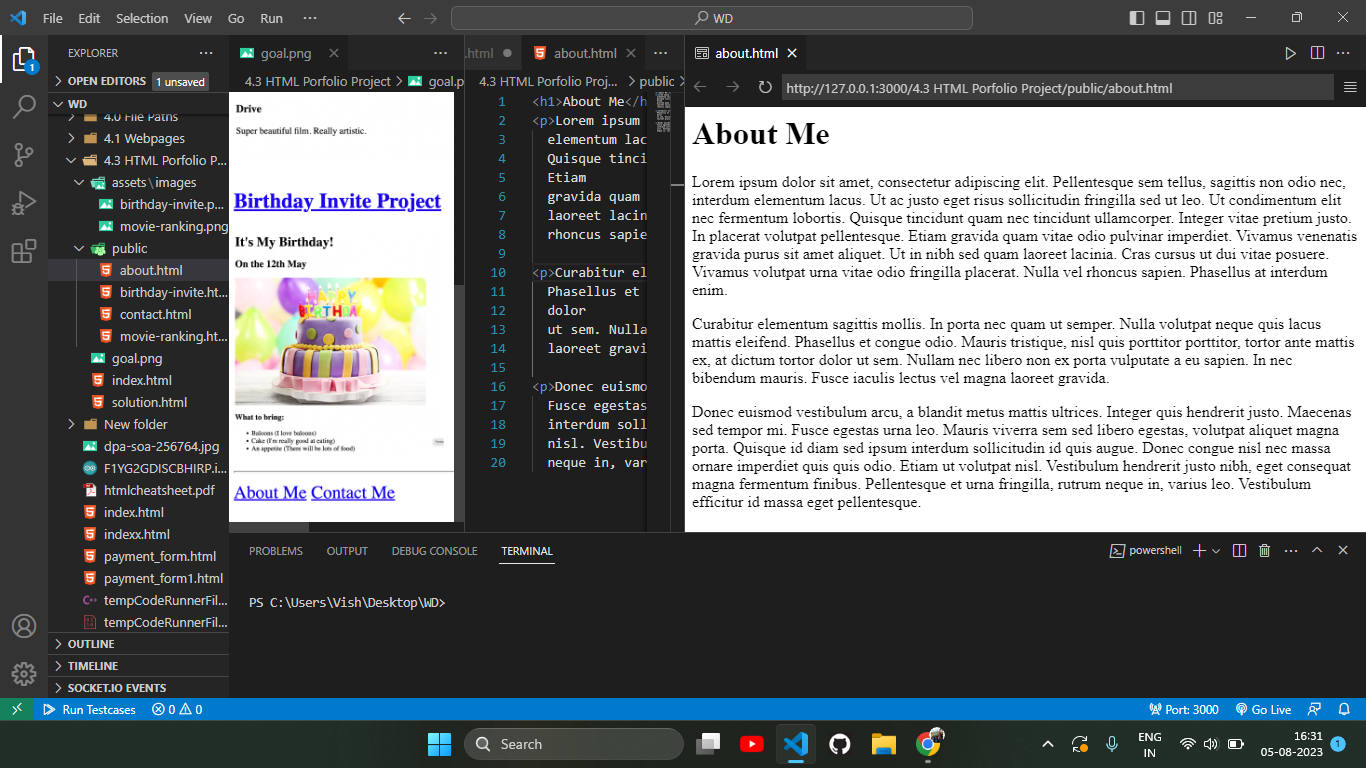 File Edit Selection View Go Run ··· WD
EXPLORER ···
OPEN EDITORS 1 unsaved
WD
4.0 File Paths
4.1 Webpages
4.3 HTML Porfolio P...
assets\images
birthday-invite.p...
movie-ranking.png
public
about.html
birthday-invite.ht...
contact.html
movie-ranking.ht...
goal.png
index.html
solution.html
New folder
dpa-soa-256764.jpg
F1YG2GDISCBHIRP.i...
htmlcheatsheet.pdf
index.html
indexx.html
payment_form.html
payment_form1.html
tempCodeRunnerFil...
tempCodeRunnerFil...
OUTLINE
TIMELINE
SOCKET.IO EVENTS
1
goal.png ···
4.3 HTML Porfolio Project > goal.p
Drive
Super beautiful film. Really artistic.
Birthday Invite Project
It's My Birthday!
On the 12th May
HAPPY
BIRTHDAY
What to bring:
• Baloons (I love baloons)
• Cake (I'm really good at eating)
• An appetite (There will be lots of food)
About Me Contact Me
.html about.html ···
4.3 HTML Porfolio Proj... > public >
1 <h1>About Me</h
2 <p>Lorem ipsum
3 elementum lac
4 Quisque tinci
5 Etiam
6 gravida quam
7 laoreet lacin
8 rhoncus sapie
9
10 <p>Curabitur el
11 Phasellus et
12 dolor
13 ut sem. Nulla
14 laoreet gravi
15
16 <p>Donec euismo
17 Fusce egestas
18 interdum soll
19 nisl. Vestibu
20 neque in, var
about.html ···
http://127.0.0.1:3000/4.3 HTML Porfolio Project/public/about.html
About Me
Lorem ipsum dolor sit amet, consectetur adipiscing elit. Pellentesque sem tellus, sagittis non odio nec,
interdum elementum lacus. Ut ac justo eget risus sollicitudin fringilla sed ut leo. Ut condimentum elit
nec fermentum lobortis. Quisque tincidunt quam nec tincidunt ullamcorper. Integer vitae pretium justo.
In placerat volutpat pellentesque. Etiam gravida quam vitae odio pulvinar imperdiet. Vivamus venenatis
gravida purus sit amet aliquet. Ut in nibh sed quam laoreet lacinia. Cras cursus ut dui vitae posuere.
Vivamus volutpat urna vitae odio fringilla placerat. Nulla vel rhoncus sapien. Phasellus at interdum
enim.
Curabitur elementum sagittis mollis. In porta nec quam ut semper. Nulla volutpat neque quis lacus
mattis eleifend. Phasellus et congue odio. Mauris tristique, nisl quis porttitor porttitor, tortor ante mattis
ex, at dictum tortor dolor ut sem. Nullam nec libero non ex porta vulputate a eu sapien. In nec
bibendum mauris. Fusce iaculis lectus vel magna laoreet gravida.
Donec euismod vestibulum arcu, a blandit metus mattis ultrices. Integer quis hendrerit justo. Maecenas
sed tempor mi. Fusce egestas urna leo. Mauris viverra sem sed libero egestas, volutpat aliquet magna
porta. Quisque id diam sed ipsum interdum sollicitudin id quis augue. Donec congue nisl nec massa
ornare imperdiet quis quis odio. Etiam ut volutpat nisl. Vestibulum hendrerit justo nibh, eget consequat
magna fermentum finibus. Pellentesque et urna fringilla, rutrum neque in, varius leo. Vestibulum
efficitur id massa eget pellentesque.
PROBLEMS OUTPUT DEBUG CONSOLE TERMINAL powershell ···
PS C:\Users\Vish\Desktop\WD>
Run Testcases 0 0 Port: 3000 Go Live
Search
ENG
IN
16:31
05-08-2023
1